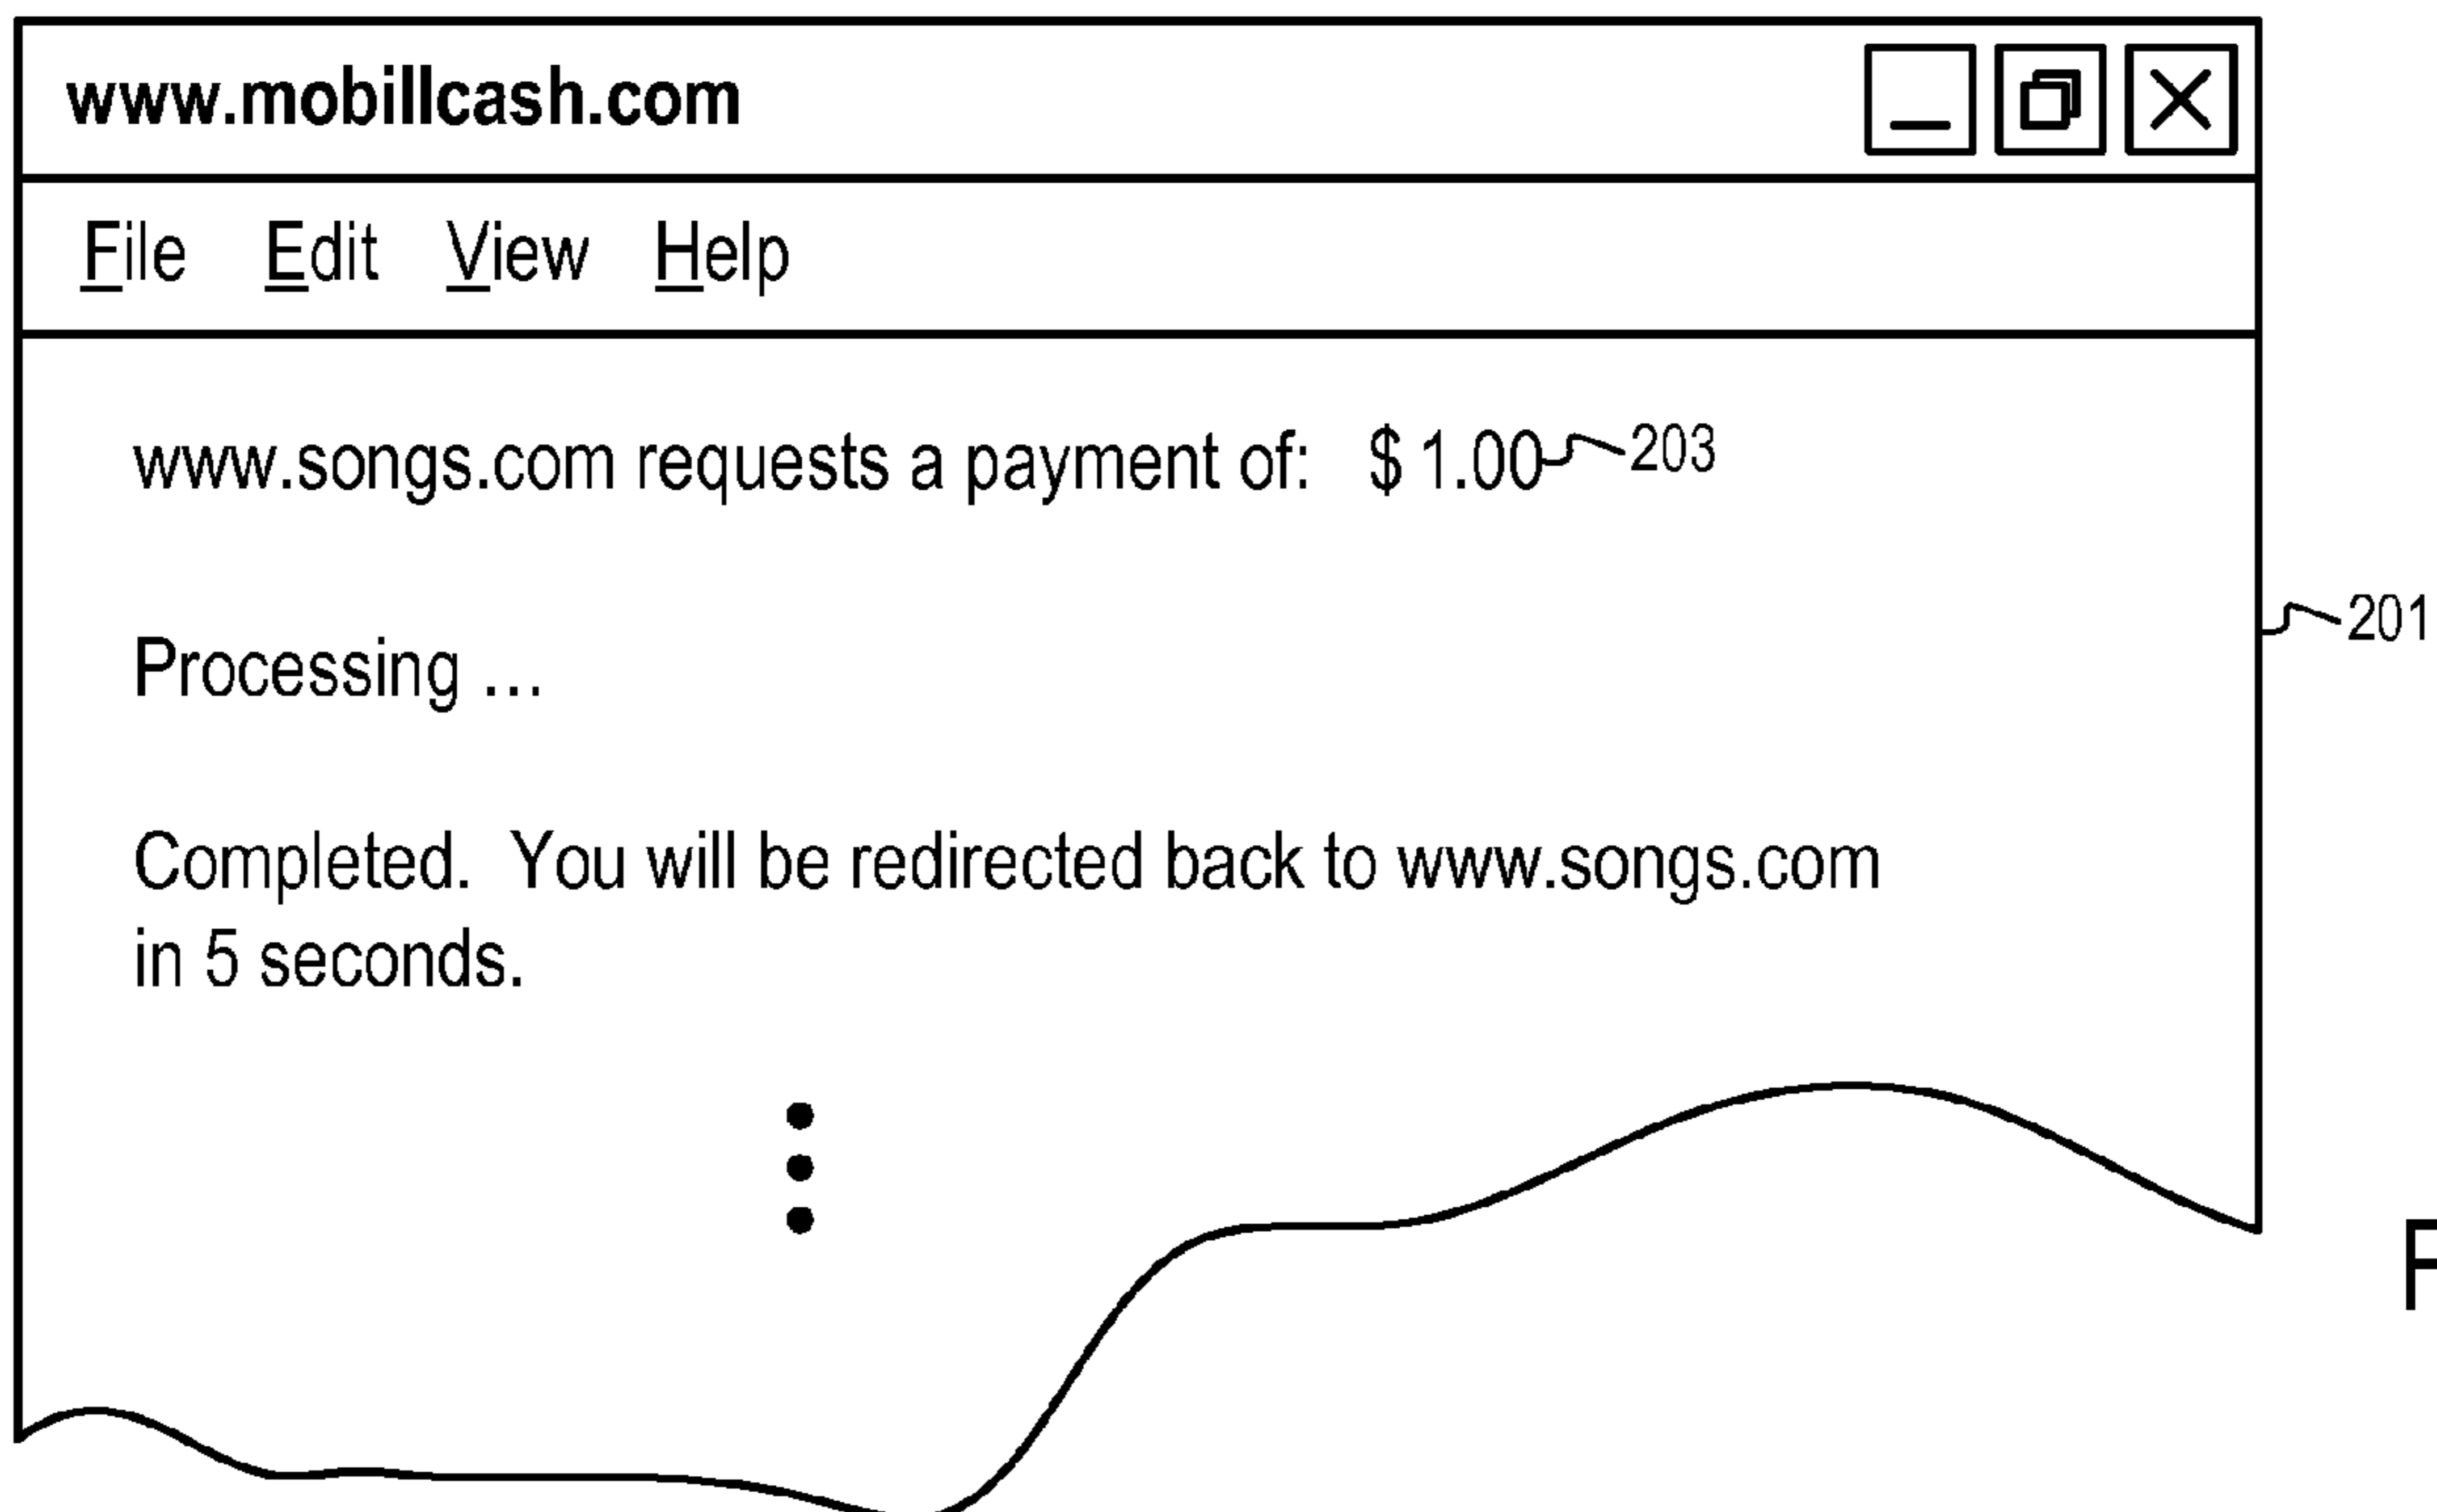 www.mobillcash.com
File Edit View Help
www.songs.com requests a payment of: $ 1.00 203
201
Processing ...
Completed. You will be redirected back to www.songs.com
in 5 seconds.
F